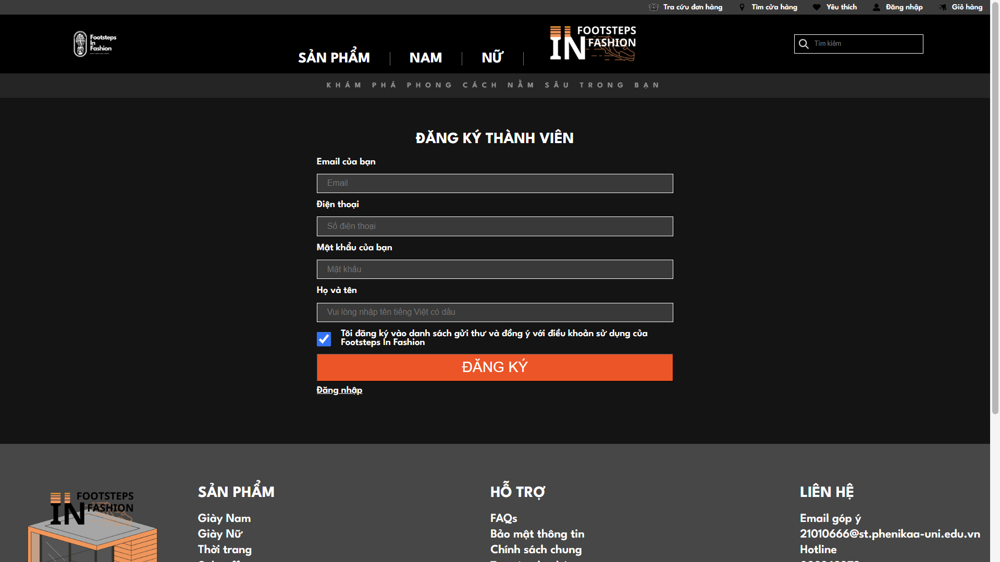 Tra cứu đơn hàng
Tìm cửa hàng
Yêu thích
Đăng nhập
Giỏ hàng
Footsteps
In
Fashion
SẢN PHẨM
NAM
NỮ
FOOTSTEPS
IN FASHION
Tìm kiếm
KHÁM PHÁ PHONG CÁCH NẰM SÂU TRONG BẠN
ĐĂNG KÝ THÀNH VIÊN
Email của bạn
Email
Điện thoại
Số điện thoại
Mật khẩu của bạn
Mật khẩu
Họ và tên
Vui lòng nhập tên tiếng Việt có dấu
Tôi đăng ký vào danh sách gửi thư và đồng ý với điều khoản sử dụng của
Footsteps In Fashion
ĐĂNG KÝ
Đăng nhập
FOOTSTEPS
IN FASHION
SẢN PHẨM
Giày Nam
Giày Nữ
Thời trang
HỖ TRỢ
FAQs
Bảo mật thông tin
Chính sách chung
LIÊN HỆ
Email góp ý
21010666@st.phenikaa-uni.edu.vn
Hotline